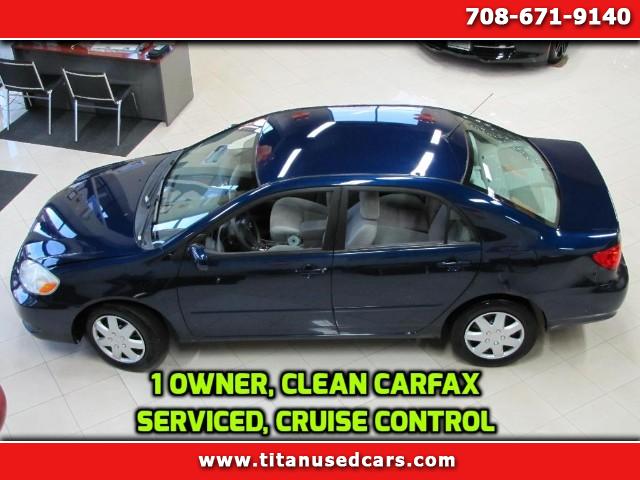 708-671-9140
1 OWNER, CLEAN CARFAX
SERVICED, CRUISE CONTROL
www.titanusedcars.com